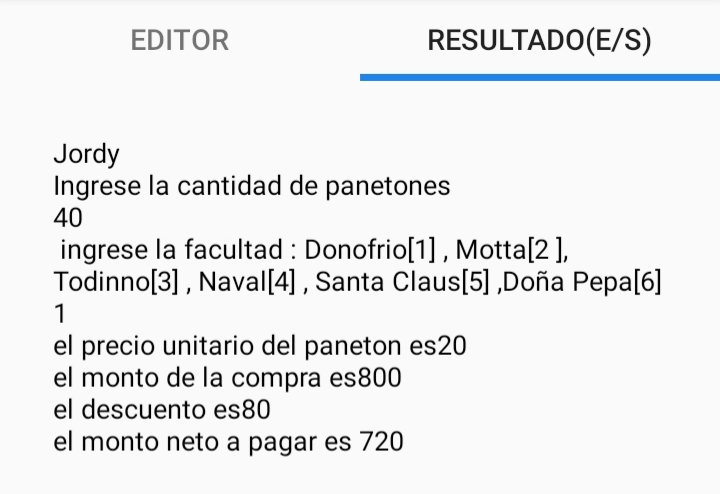 EDITOR RESULTADO(E/S)
Jordy
Ingrese la cantidad de panetones
40
ingrese la facultad : Donofrio[1] , Motta[2 ],
Todinno[3] , Naval[4] , Santa Claus[5] ,Doña Pepa[6]
1
el precio unitario del paneton es20
el monto de la compra es800
el descuento es80
el monto neto a pagar es 720